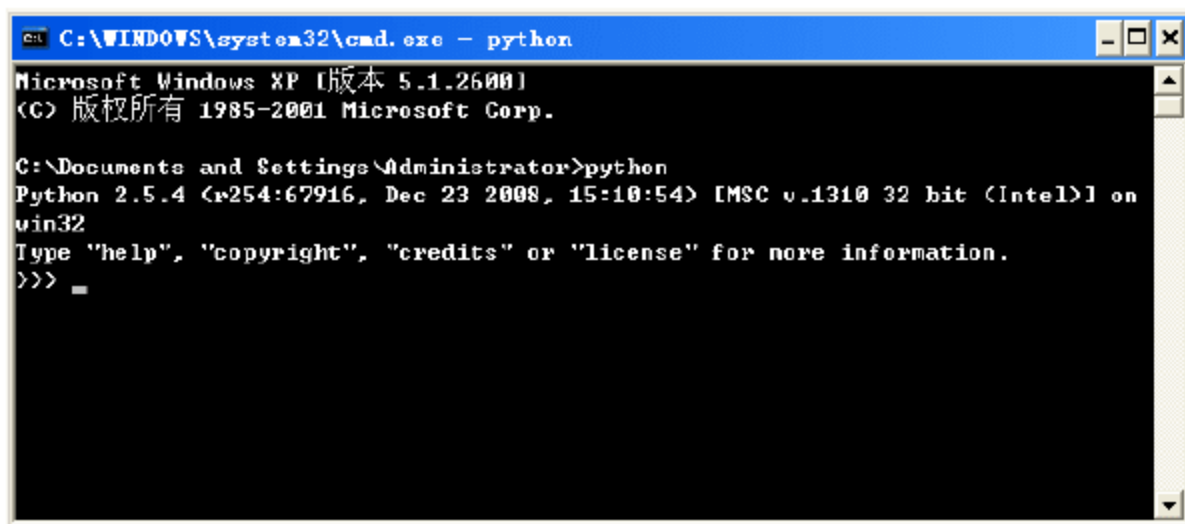 C:\WINDOWS\system32\cmd.exe - python
Microsoft Windows XP [版本 5.1.2600]
(C) 版权所有 1985-2001 Microsoft Corp.
C:\Documents and Settings\Administrator>python
Python 2.5.4 (r254:67916, Dec 23 2008, 15:10:54) [MSC v.1310 32 bit (Intel)] on
win32
Type "help", "copyright", "credits" or "license" for more information.
>>> _